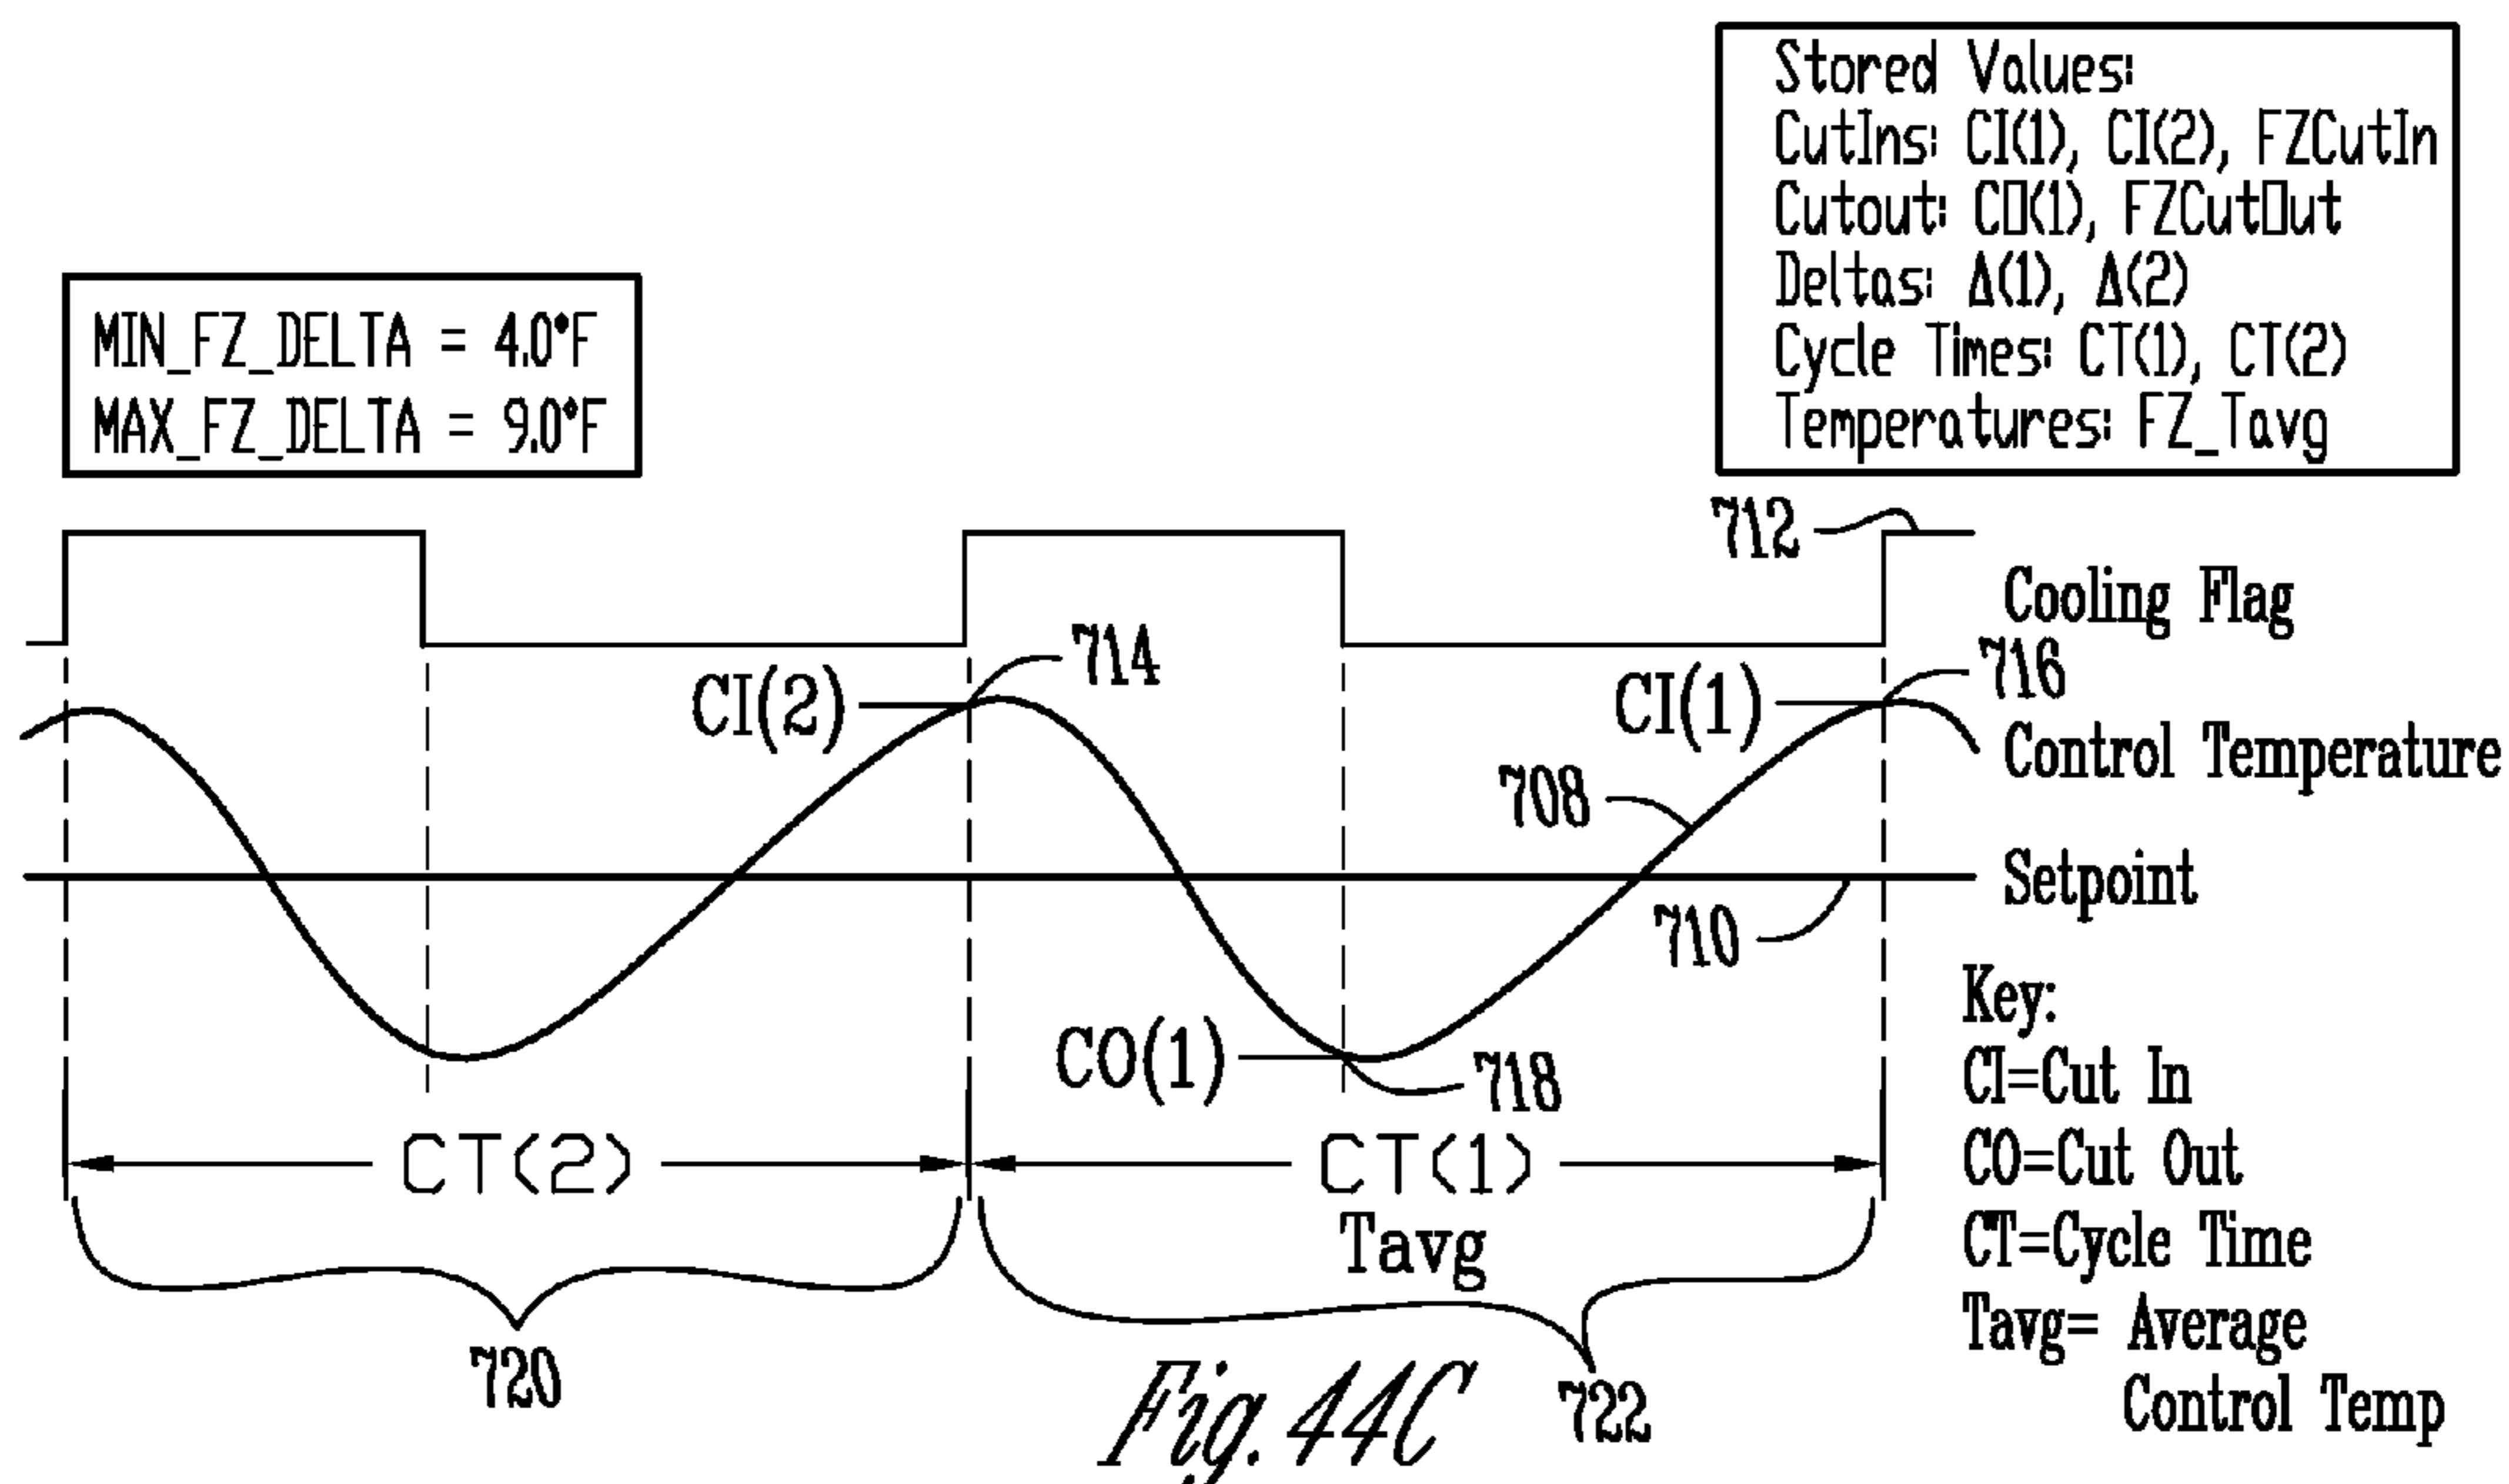 Stored Values:
CutIns: CI(1), CI(2), FZCutIn
Cutout: CO(1), FZCutOut
Deltas: Δ(1), Δ(2)
Cycle Times: CT(1), CT(2)
Temperatures: FZ_Tavg
MIN_FZ_DELTA = 4.0°F
MAX_FZ_DELTA = 9.0°F
712
Cooling Flag
CI(2)
714
CI(1)
716
Control Temperature
708
Setpoint
710
CO(1)
718
Key:
CI=Cut In
CO=Cut Out
CT=Cycle Time
Tavg= Average
Control Temp
CT(2)
CT(1)
Tavg
720
722
Fig. 44C